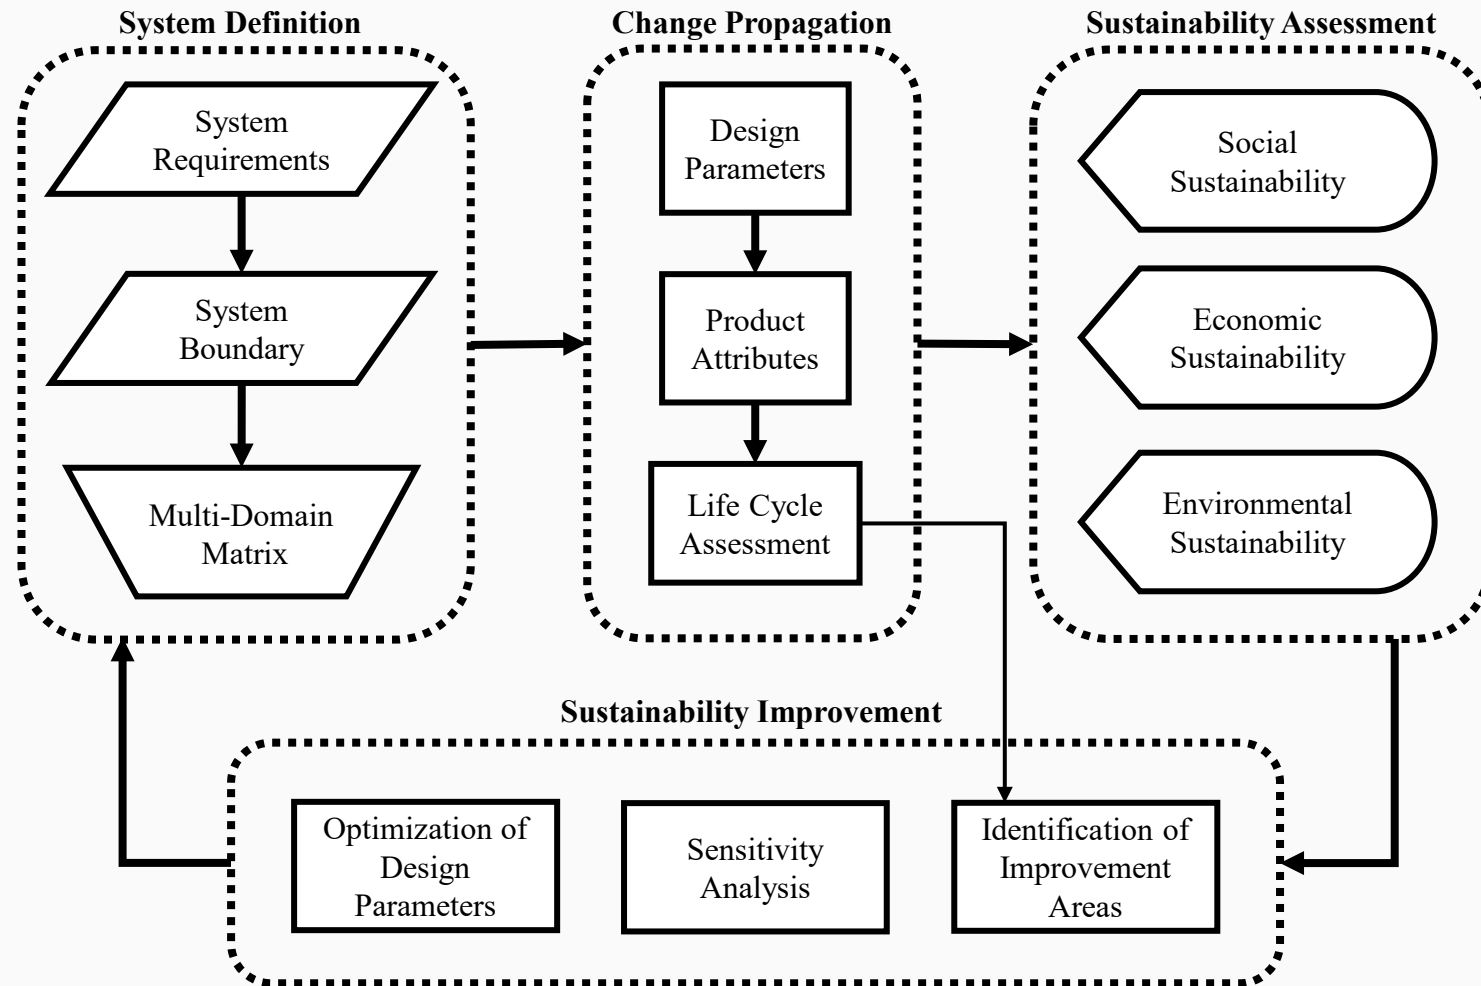 System Definition
System
Requirements
System
Boundary
Multi-Domain
Matrix
Change Propagation
Design
Parameters
Product
Attributes
Life Cycle
Assessment
Sustainability Assessment
Social
Sustainability
Economic
Sustainability
Environmental
Sustainability
Sustainability Improvement
Optimization of
Design
Parameters
Sensitivity
Analysis
Identification of
Improvement
Areas